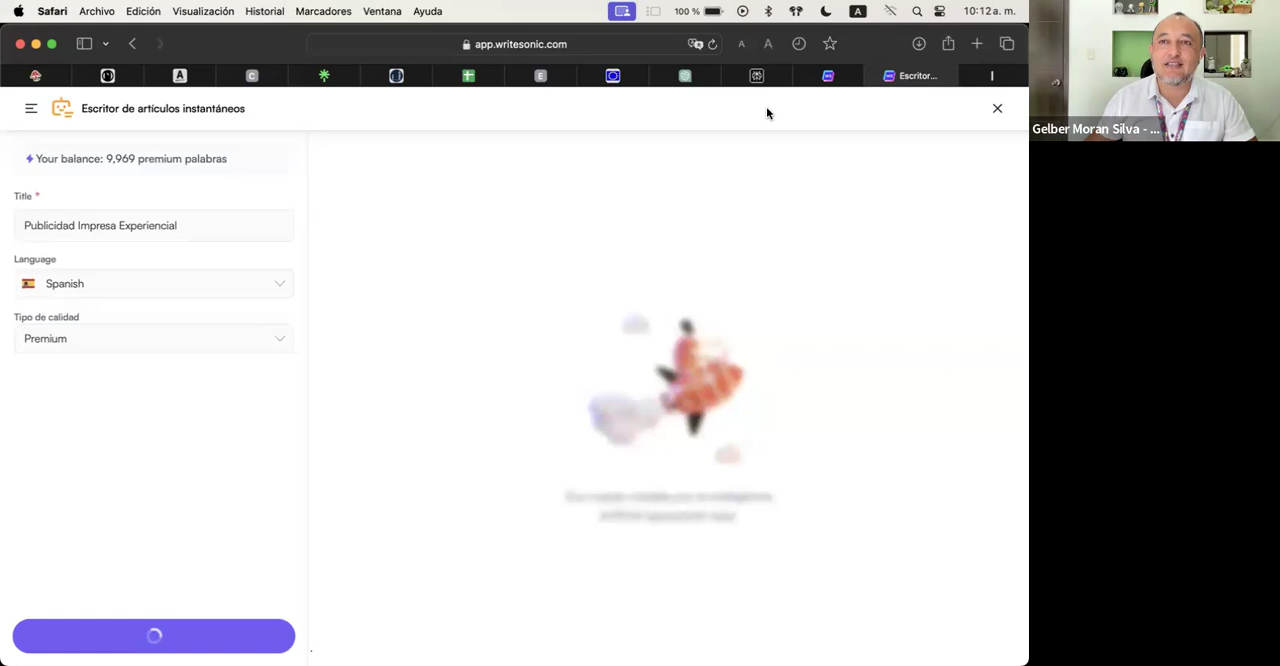 Safari Archivo Edición Visualización Historial Marcadores Ventana Ayuda 100 % A 10:12 a. m.
app.writesonic.com A A
A C E Escritor...
Escritor de artículos instantáneos
Your balance: 9,969 premium palabras
Title *
Publicidad Impresa Experiencial
Language
Spanish
Tipo de calidad
Premium
Gelber Moran Silva - ...